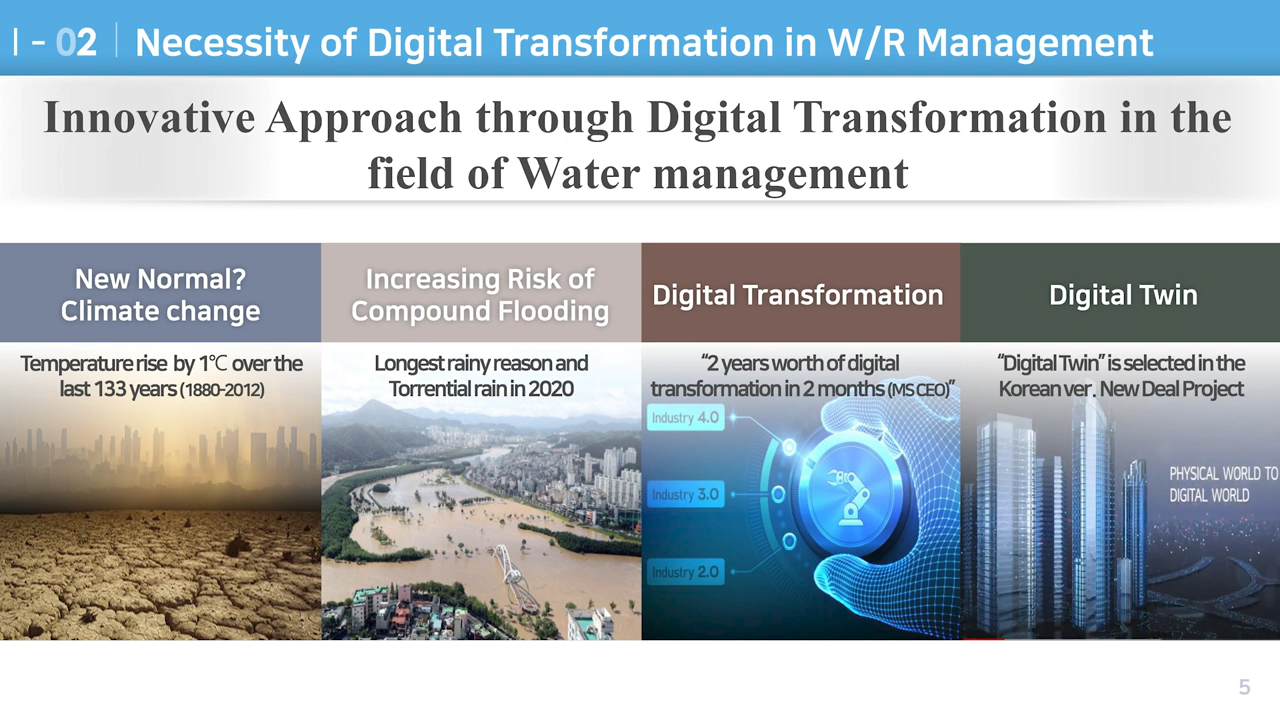 I - 02 | Necessity of Digital Transformation in W/R Management
Innovative Approach through Digital Transformation in the
field of Water management
New Normal?
Climate change
Increasing Risk of
Compound Flooding
Digital Transformation
Digital Twin
Temperature rise by 1℃ over the
last 133 years (1880-2012)
Longest rainy reason and
Torrential rain in 2020
“2 years worth of digital
transformation in 2 months (MS CEO)”
“Digital Twin” is selected in the
Korean ver. New Deal Project
Industry 4.0
Industry 3.0
Industry 2.0
PHYSICAL WORLD TO
DIGITAL WORLD
5